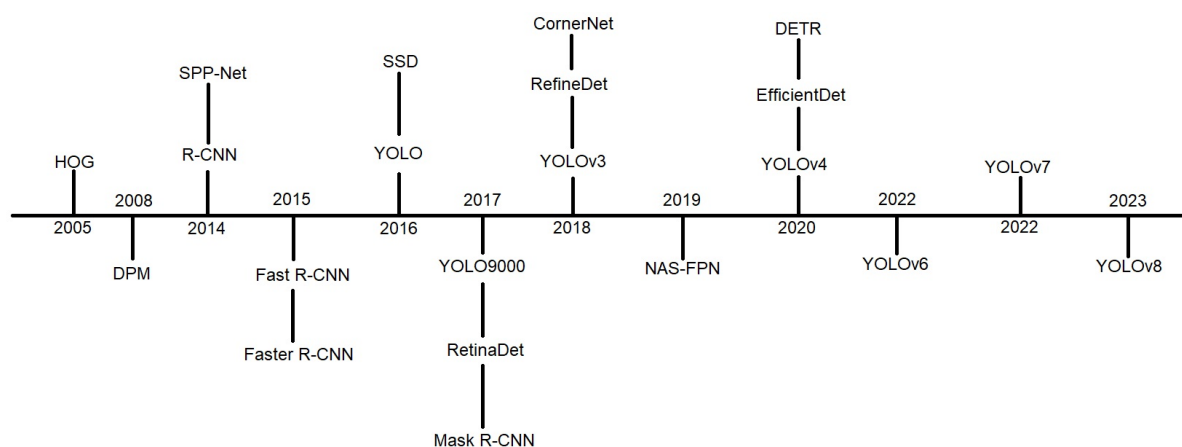 CornerNet
DETR
SSD
SPP-Net
RefineDet
EfficientDet
HOG
R-CNN
YOLO
YOLOv3
YOLOv4
YOLOv7
2008
2015
2017
2019
2022
2023
2005
2014
2016
2018
2020
2022
DPM
Fast R-CNN
YOLO9000
NAS-FPN
YOLOv6
YOLOv8
Faster R-CNN
RetinaDet
Mask R-CNN